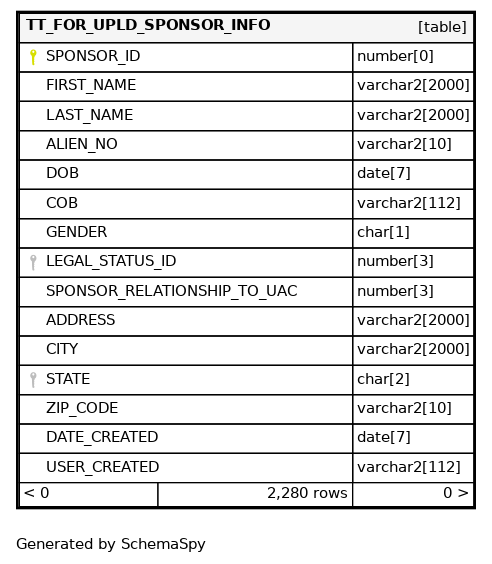 TT_FOR_UPLD_SPONSOR_INFO [table]
SPONSOR_ID number[0]
FIRST_NAME varchar2[2000]
LAST_NAME varchar2[2000]
ALIEN_NO varchar2[10]
DOB date[7]
COB varchar2[112]
GENDER char[1]
LEGAL_STATUS_ID number[3]
SPONSOR_RELATIONSHIP_TO_UAC number[3]
ADDRESS varchar2[2000]
CITY varchar2[2000]
STATE char[2]
ZIP_CODE varchar2[10]
DATE_CREATED date[7]
USER_CREATED varchar2[112]
< 0 2,280 rows 0 >
Generated by SchemaSpy